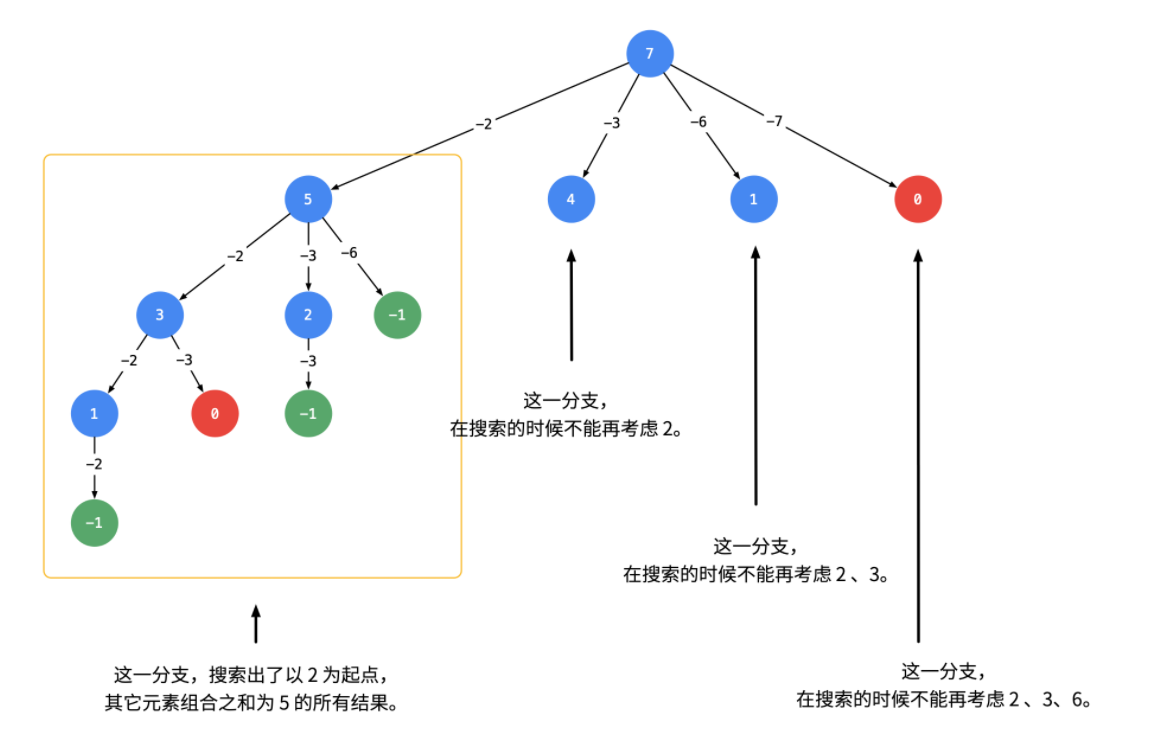 7
−2
−3
−6
−7
5
4
1
0
−2
−3
−6
3
2
−1
−2
−3
−3
1
0
−1
−2
−1
这一分支，
在搜索的时候不能再考虑 2。
这一分支，
在搜索的时候不能再考虑 2 、3。
这一分支，搜索出了以 2 为起点，
其它元素组合之和为 5 的所有结果。
这一分支，
在搜索的时候不能再考虑 2 、3、6。